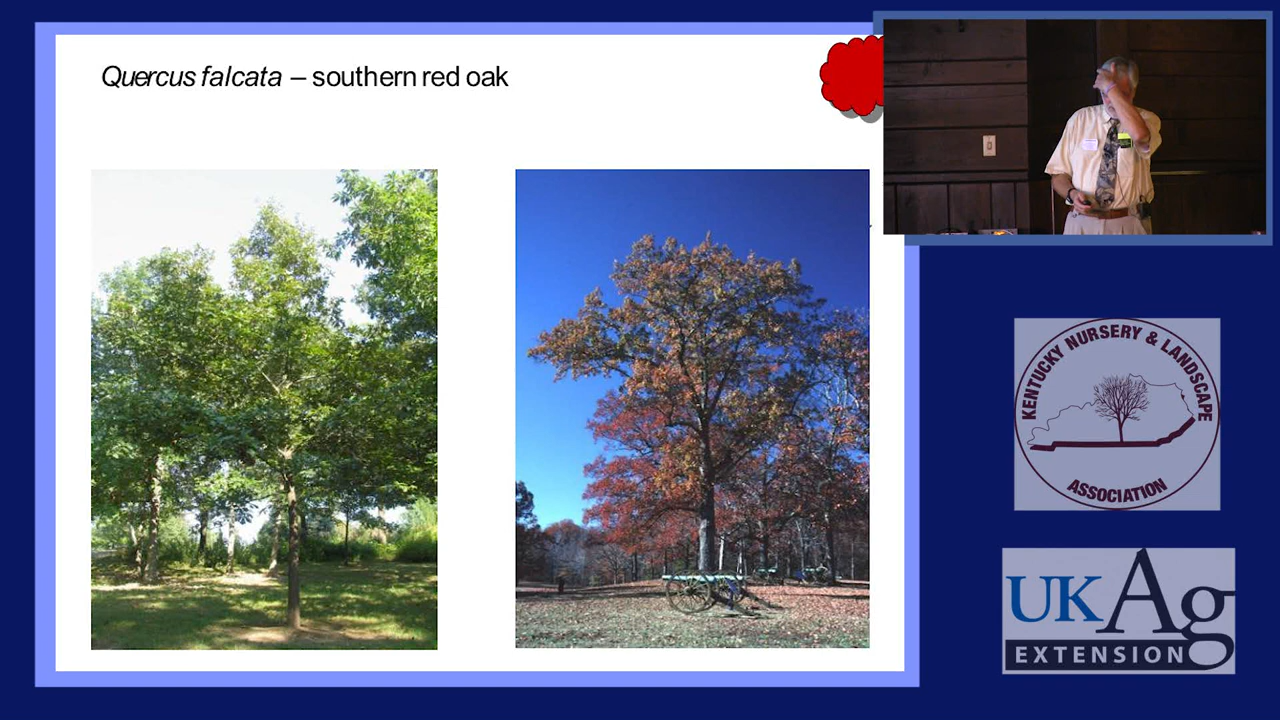 Quercus falcata – southern red oak
KENTUCKY NURSERY & LANDSCAPE
ASSOCIATION
UKAg
EXTENSION